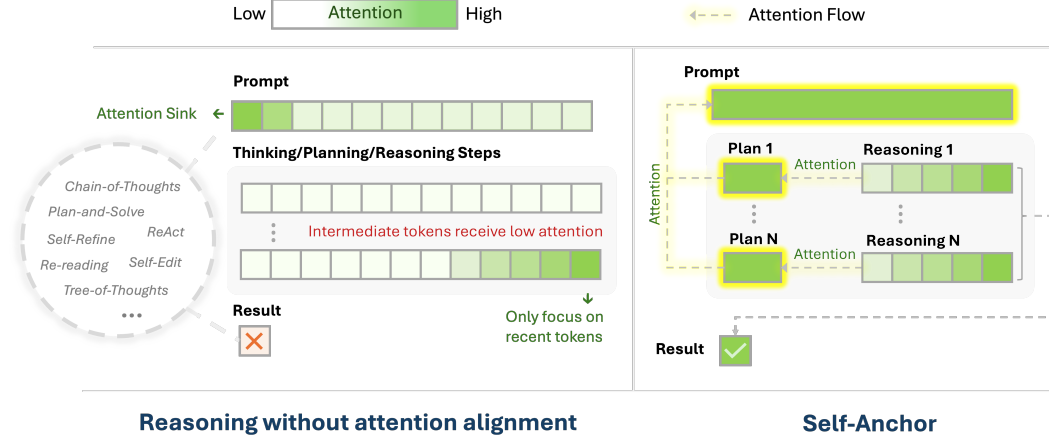 Low Attention High
Attention Flow
Prompt
Attention Sink
Thinking/Planning/Reasoning Steps
Chain-of-Thoughts
Plan-and-Solve
ReAct
Self-Refine
Re-reading
Self-Edit
Tree-of-Thoughts
...
Intermediate tokens receive low attention
Only focus on
recent tokens
Result
Reasoning without attention alignment
Prompt
Attention
Plan 1
Attention
Reasoning 1
Plan N
Attention
Reasoning N
Result
Self-Anchor